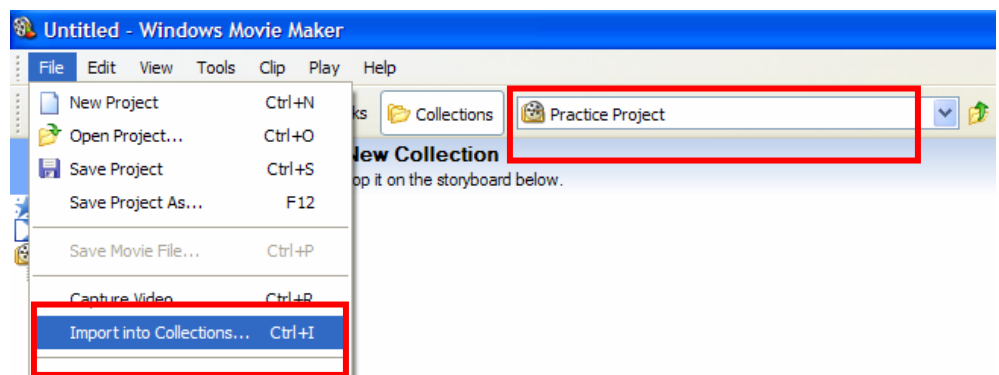 Untitled - Windows Movie Maker
File Edit View Tools Clip Play Help
New Project Ctrl+N
ks Collections Practice Project
Open Project... Ctrl+O
New Collection
Save Project Ctrl+S
op it on the storyboard below.
Save Project As... F12
Save Movie File... Ctrl+P
Capture Video... Ctrl+R
Import into Collections... Ctrl+I